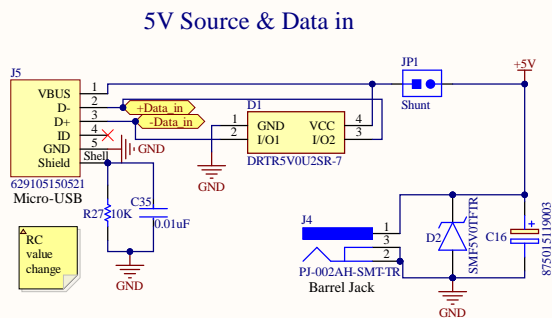 5V Source & Data in
J5
VBUS 1
D- 2
D+ 3
ID 4
GND 5
Shield
Shell
629105150521
Micro-USB
+Data_in
-Data_in
GND
D1
1 GND VCC 4
2 I/O1 I/O2 3
DRTR5V0U2SR-7
GND
JP1
Shunt
+5V
R27 10K
C35
0.01uF
GND
RC
value
change
J4
1
3
2
PJ-002AH-SMT-TR
Barrel Jack
D2
SMF5V0TFTR
C16
+
875015119003
GND